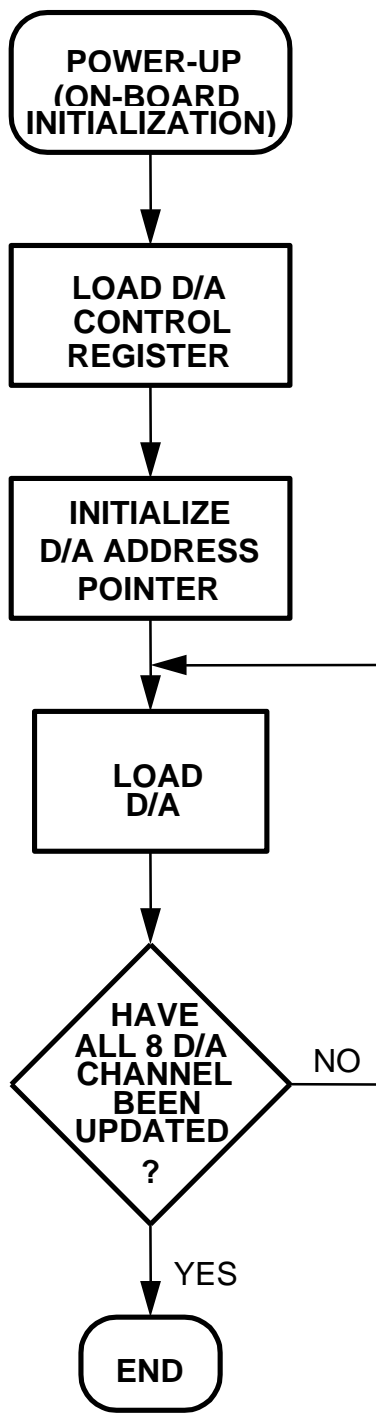 POWER-UP
(ON-BOARD
INITIALIZATION)
LOAD D/A
CONTROL
REGISTER
INITIALIZE
D/A ADDRESS
POINTER
LOAD
D/A
HAVE
ALL 8 D/A
CHANNEL
BEEN
UPDATED
?
NO
YES
END